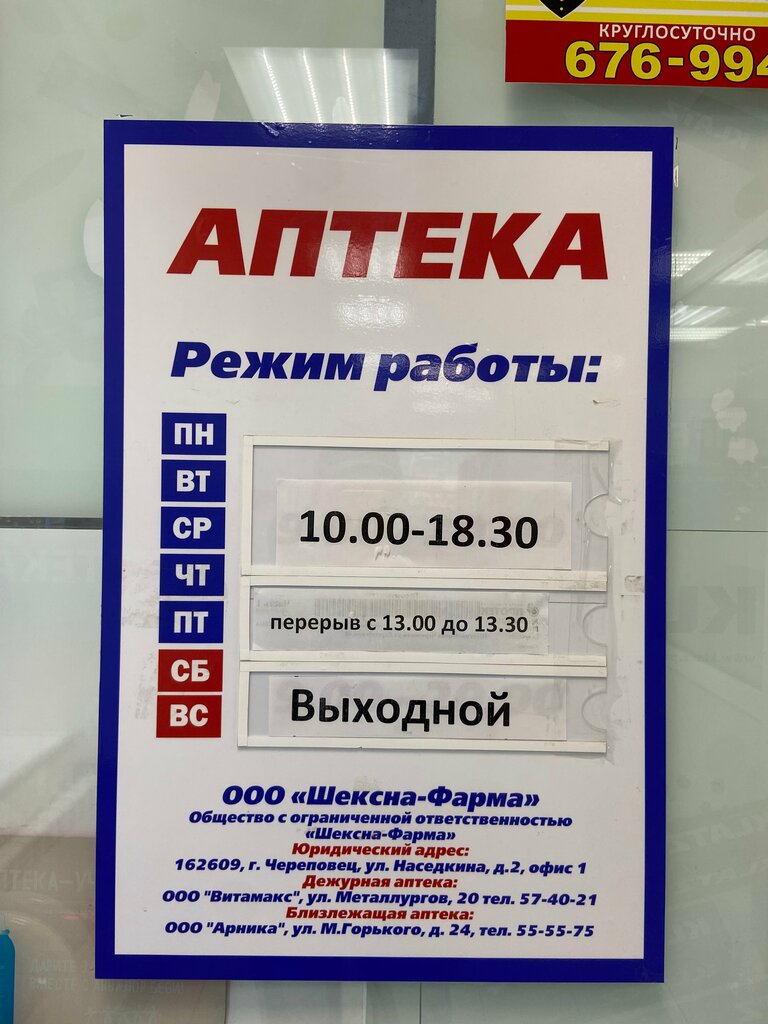 КРУГЛОСУТОЧНО
676-994
АПТЕКА
Режим работы:
ПН
ВТ
СР
ЧТ
ПТ
СБ
ВС
10.00-18.30
перерыв с 13.00 до 13.30
Выходной
ООО «Шексна-Фарма»
Общество с ограниченной ответственностью
«Шексна-Фарма»
Юридический адрес:
162609, г. Череповец, ул. Наседкина, д.2, офис 1
Дежурная аптека:
ООО "Витамакс", ул. Металлургов, 20 тел. 57-40-21
Близлежащая аптека:
ООО "Арника", ул. М.Горького, д. 24, тел. 55-55-75